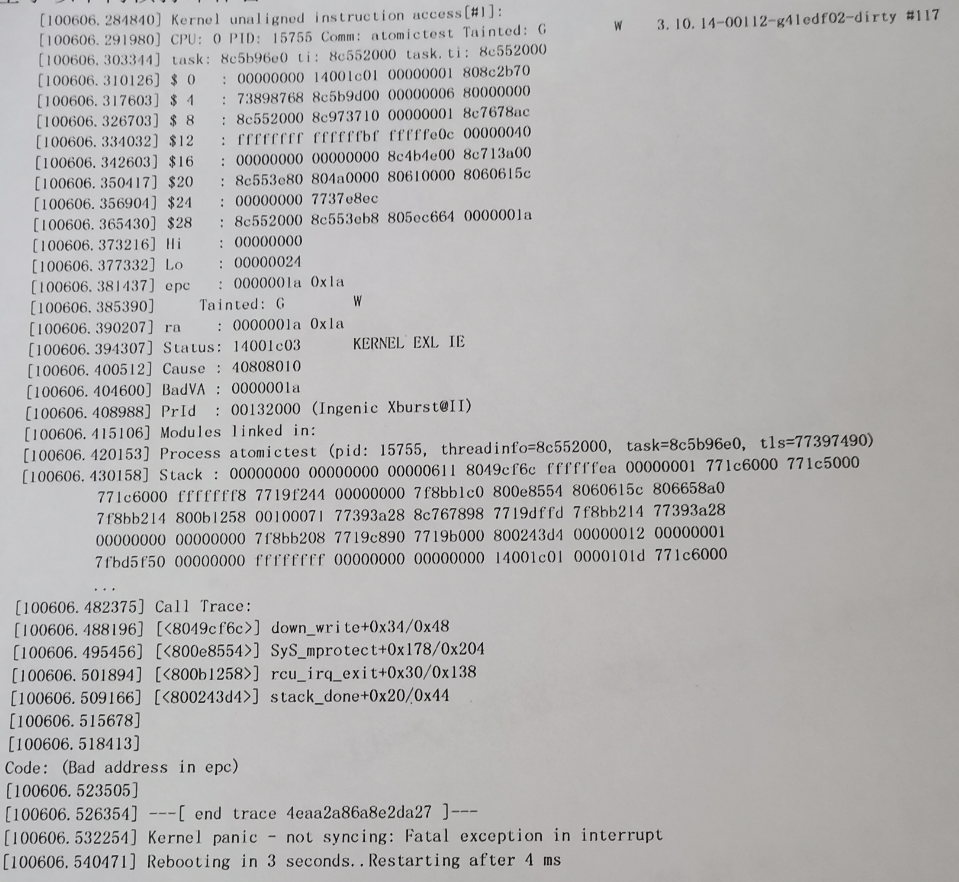 [100606.284840] Kernel unaligned instruction access[#1]:
[100606.291980] CPU: 0 PID: 15755 Comm: atomictest Tainted: G        W    3.10.14-00112-g41edf02-dirty #117
[100606.303344] task: 8c5b96e0 ti: 8c552000 task.ti: 8c552000
[100606.310126] $ 0   : 00000000 14001c01 00000001 808c2b70
[100606.317603] $ 4   : 73898768 8c5b9d00 00000006 80000000
[100606.326703] $ 8   : 8c552000 8c973710 00000001 8c7678ac
[100606.334032] $12   : ffffffff ffffffbf fffffe0c 00000040
[100606.342603] $16   : 00000000 00000000 8c4b4e00 8c713a00
[100606.350417] $20   : 8c553e80 804a0000 80610000 8060615c
[100606.356904] $24   : 00000000 7737e8ec
[100606.365430] $28   : 8c552000 8c553eb8 805ec664 0000001a
[100606.373216] Hi    : 00000000
[100606.377332] Lo    : 00000024
[100606.381437] epc   : 0000001a 0x1a
[100606.385390]     Tainted: G        W
[100606.390207] ra    : 0000001a 0x1a
[100606.394307] Status: 14001c03    KERNEL EXL IE
[100606.400512] Cause : 40808010
[100606.404600] BadVA : 0000001a
[100606.408988] PrId  : 00132000 (Ingenic Xburst@II)
[100606.415106] Modules linked in:
[100606.420153] Process atomictest (pid: 15755, threadinfo=8c552000, task=8c5b96e0, tls=77397490)
[100606.430158] Stack : 00000000 00000000 00000611 8049cf6c ffffffea 00000001 771c6000 771c5000
771c6000 fffffff8 7719f244 00000000 7f8bb1c0 800e8554 8060615c 806658a0
7f8bb214 800b1258 00100071 77393a28 8c767898 7719dffd 7f8bb214 77393a28
00000000 00000000 7f8bb208 7719c890 7719b000 800243d4 00000012 00000001
7fbd5f50 00000000 ffffffff 00000000 00000000 14001c01 0000101d 771c6000
...
[100606.482375] Call Trace:
[100606.488196] [<8049cf6c>] down_write+0x34/0x48
[100606.495456] [<800e8554>] SyS_mprotect+0x178/0x204
[100606.501894] [<800b1258>] rcu_irq_exit+0x30/0x138
[100606.509166] [<800243d4>] stack_done+0x20/0x44
[100606.515678]
[100606.518413]
Code: (Bad address in epc)
[100606.523505]
[100606.526354] ---[ end trace 4eaa2a86a8e2da27 ]---
[100606.532254] Kernel panic - not syncing: Fatal exception in interrupt
[100606.540471] Rebooting in 3 seconds..Restarting after 4 ms